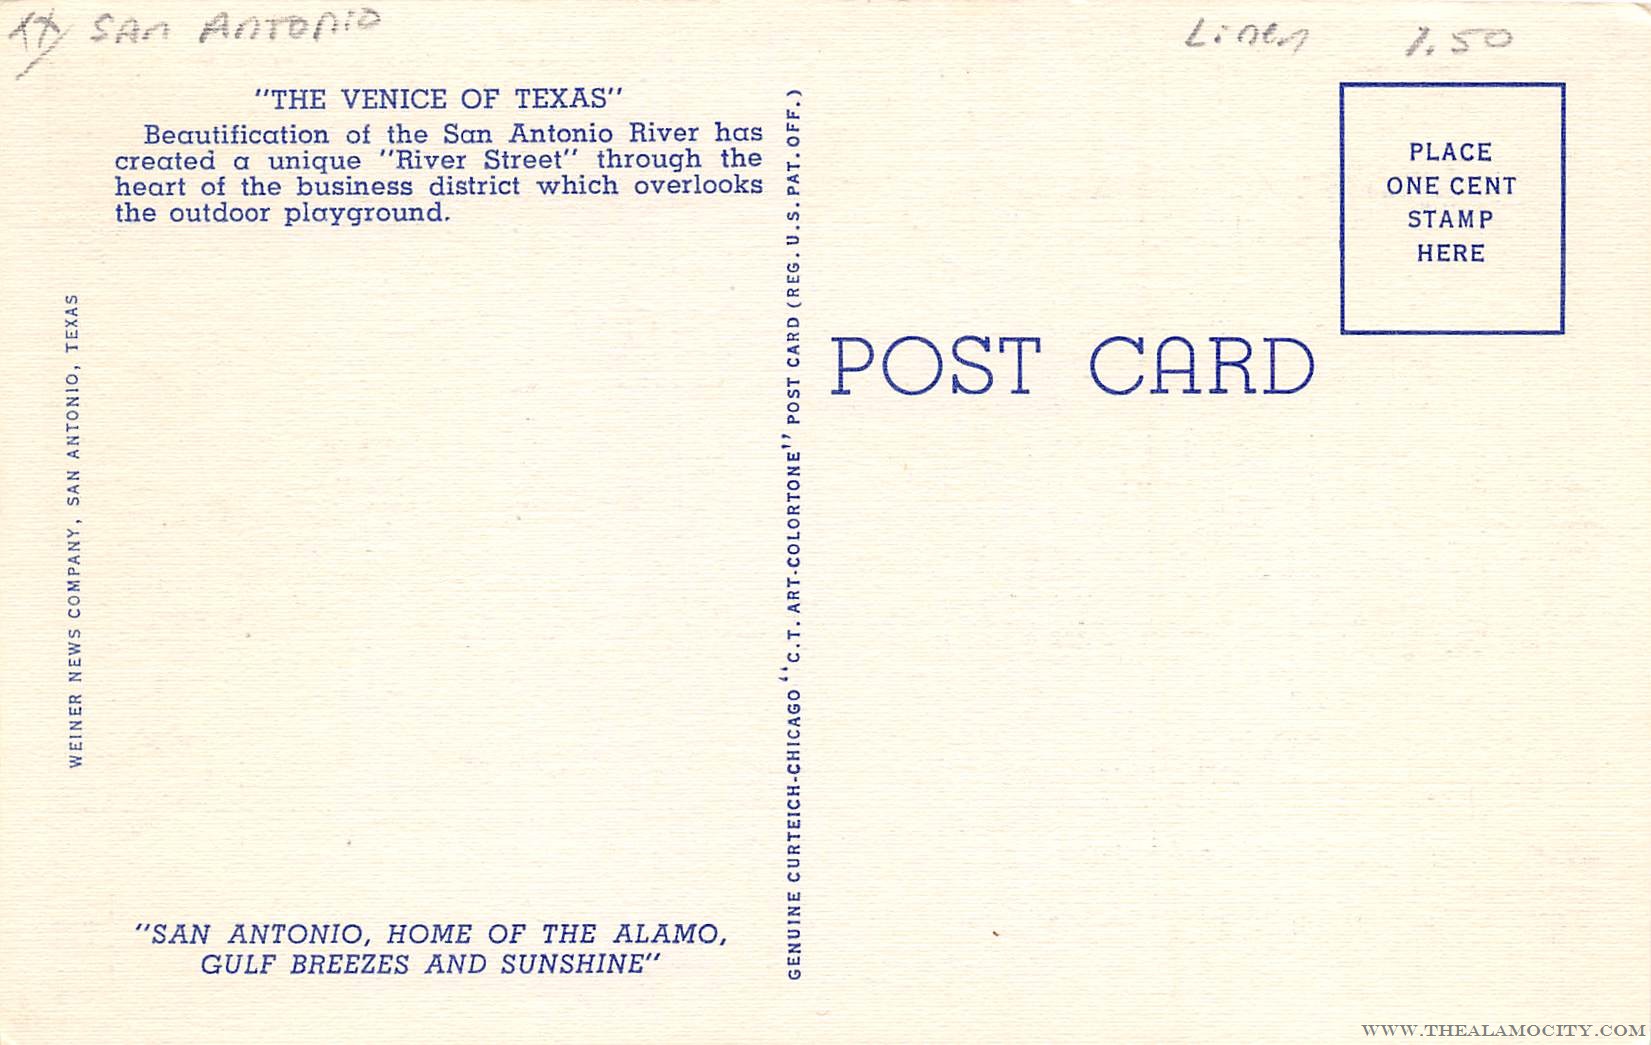 SAN ANTONIO
Linen 1.50
"THE VENICE OF TEXAS"
Beautification of the San Antonio River has
created a unique "River Street" through the
heart of the business district which overlooks
the outdoor playground.
WEINER NEWS COMPANY, SAN ANTONIO, TEXAS
"SAN ANTONIO, HOME OF THE ALAMO,
GULF BREEZES AND SUNSHINE"
GENUINE CURTEICH-CHICAGO "C.T. ART-COLORTONE" POST CARD (REG. U.S. PAT. OFF.)
PLACE
ONE CENT
STAMP
HERE
POST CARD
WWW.THEALAMOCITY.COM